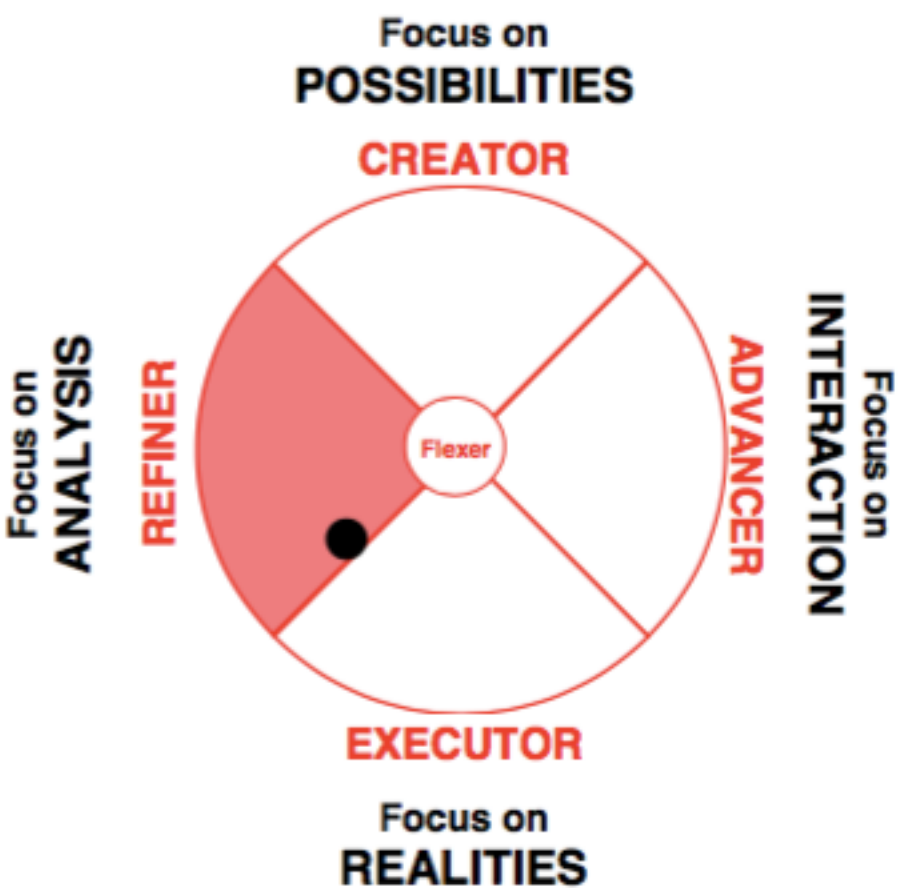 Focus on
POSSIBILITIES
CREATOR
Focus on
ANALYSIS
REFINER
Flexer
ADVANCER
INTERACTION
Focus on
EXECUTOR
Focus on
REALITIES